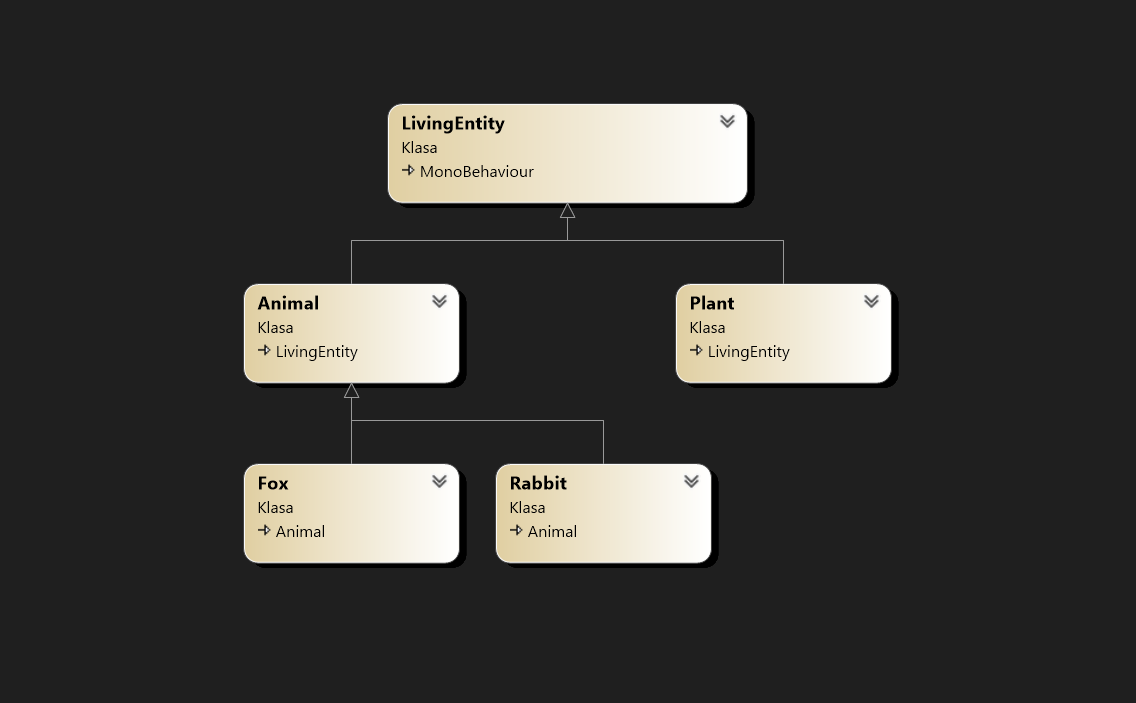 LivingEntity
Klasa
MonoBehaviour
Animal
Klasa
LivingEntity
Plant
Klasa
LivingEntity
Fox
Klasa
Animal
Rabbit
Klasa
Animal